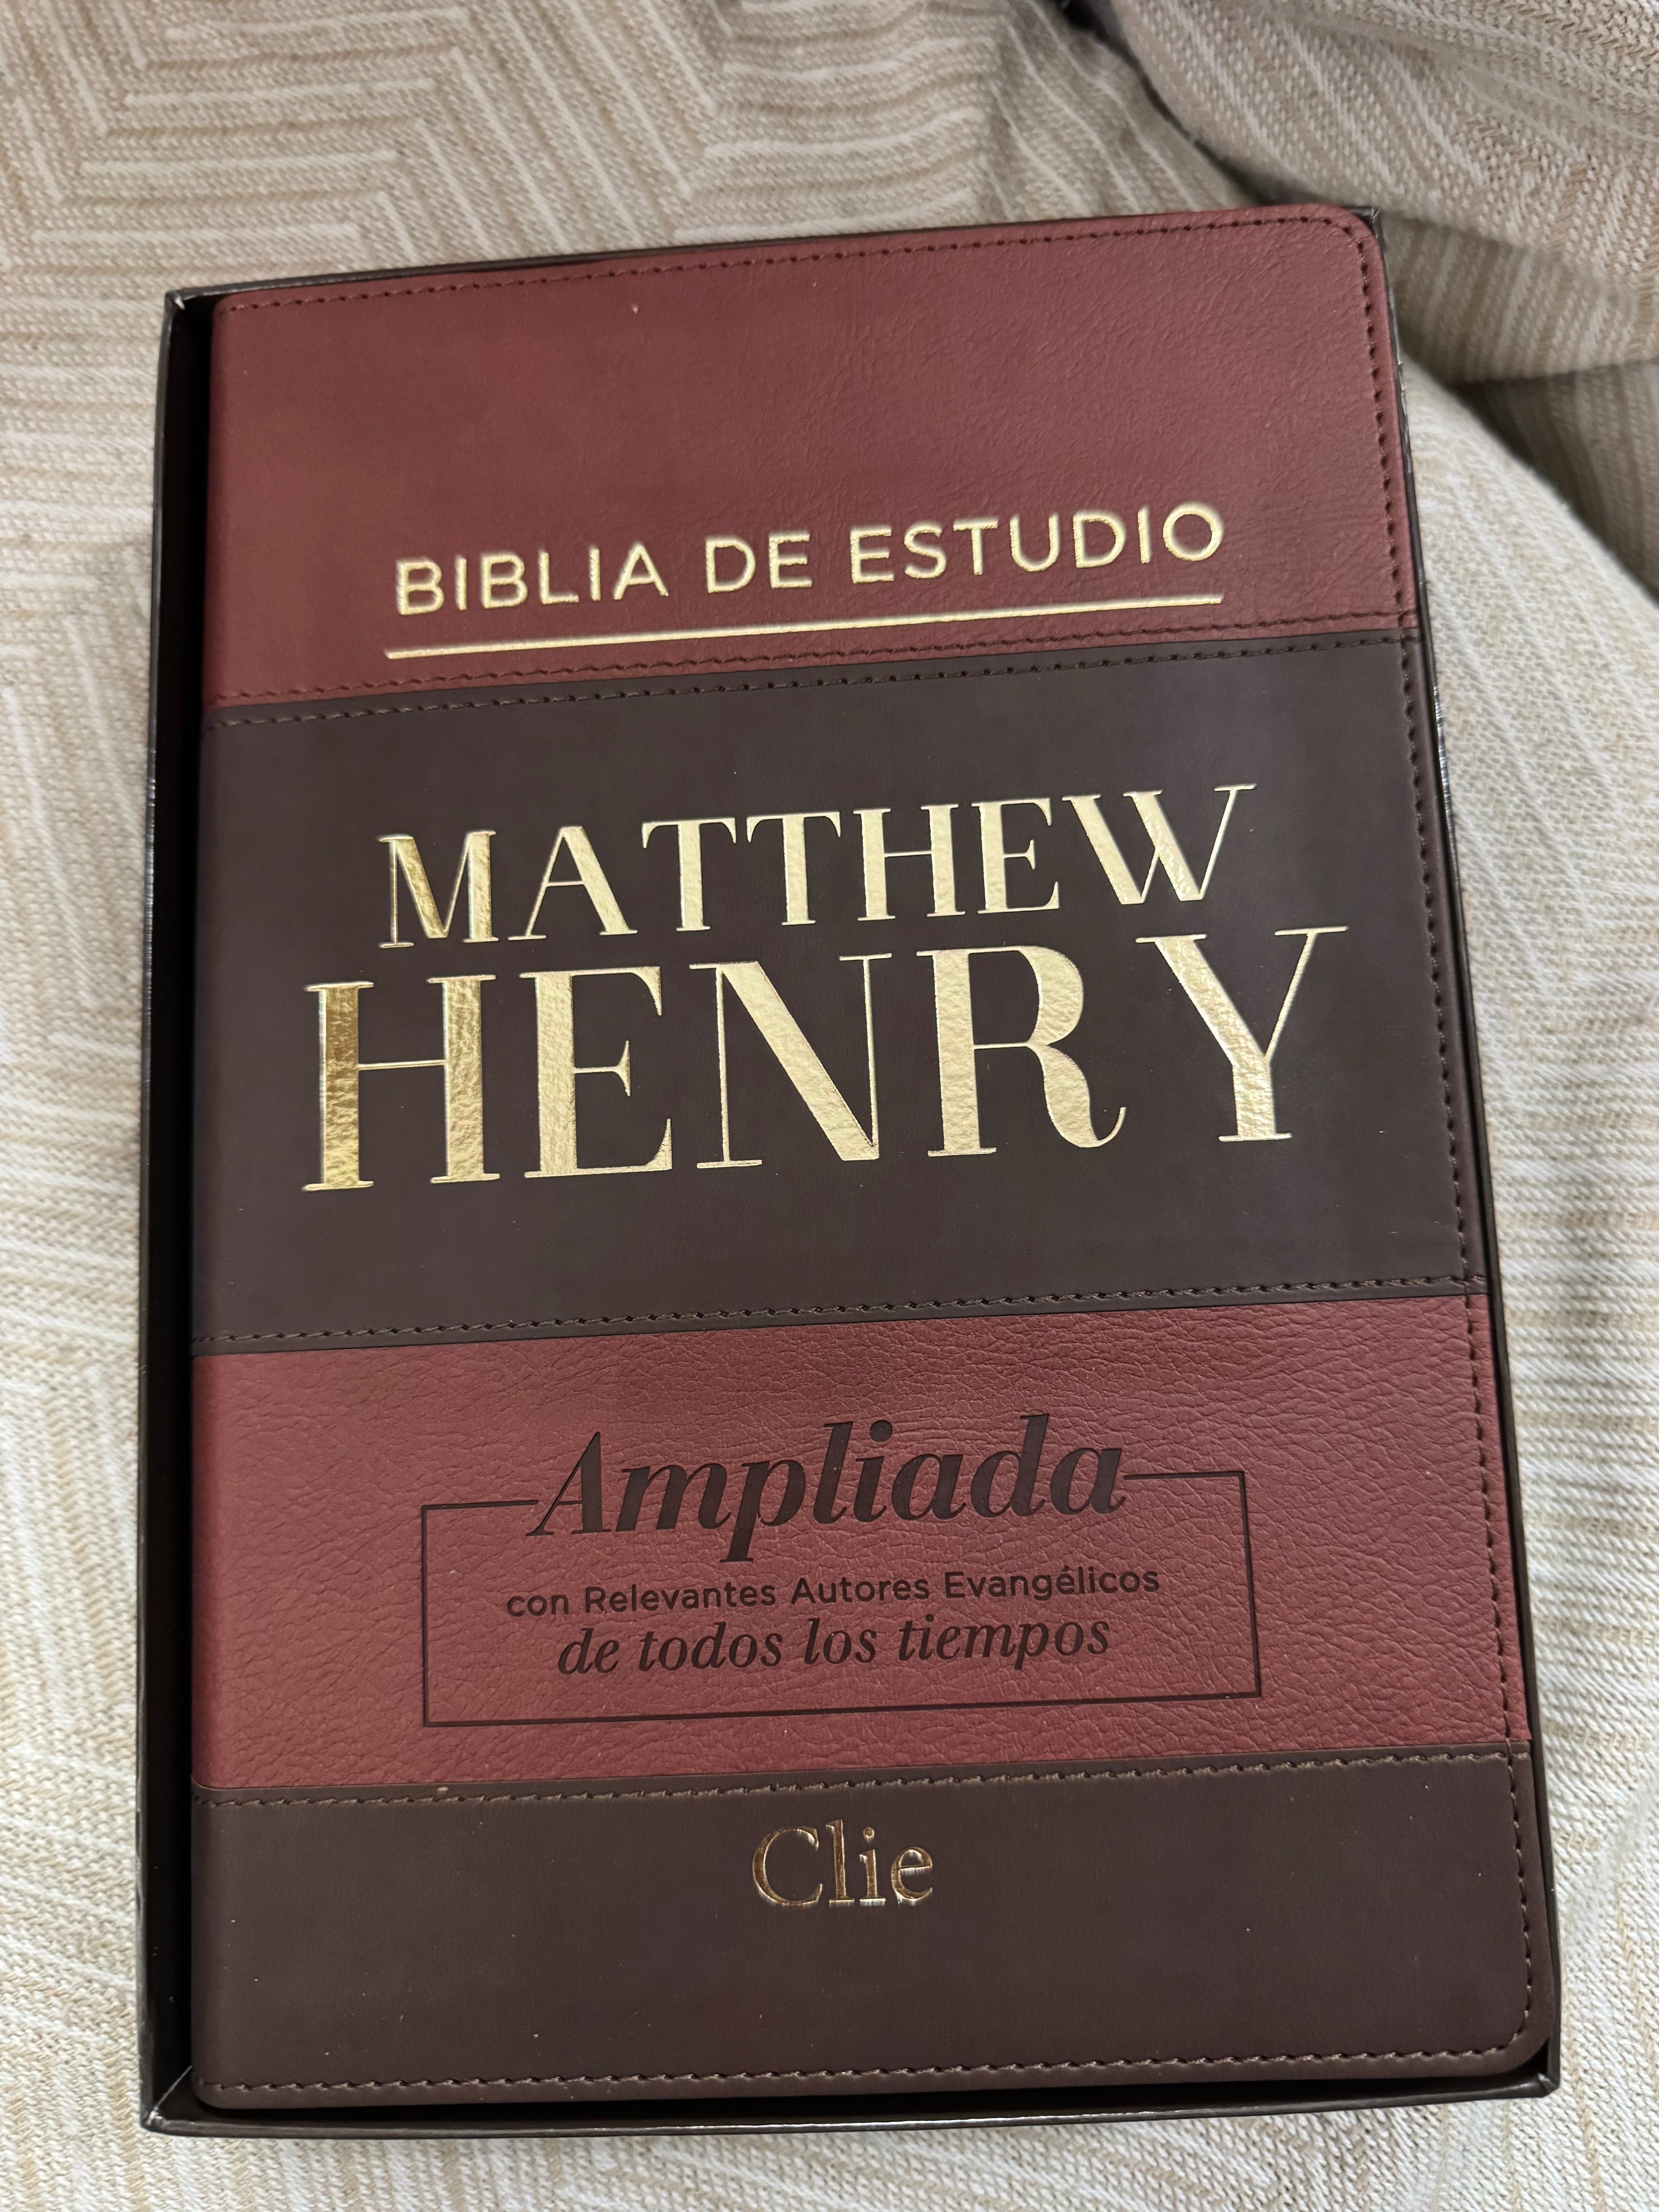 BIBLIA DE ESTUDIO
MATTHEW
HENRY
Ampliada
con Relevantes Autores Evangélicos
de todos los tiempos
Clie